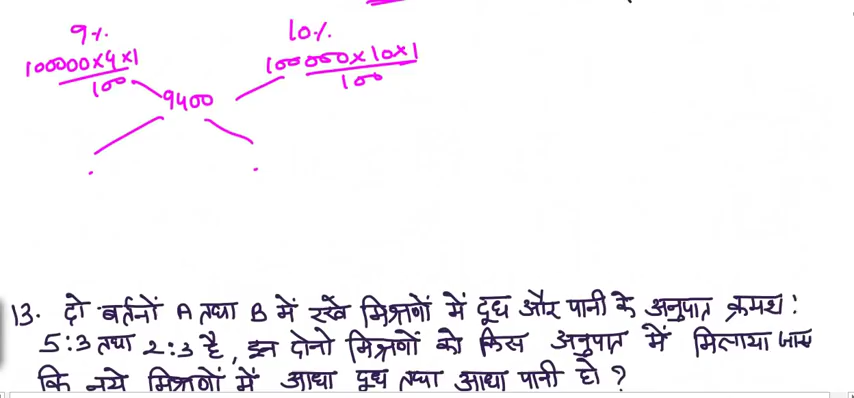 9%. 10%.
100000×9×1 100000×10×1
100 100
9400
13. दो बर्तनों A तथा B में रखे मिश्रणों में दूध और पानी के अनुपात क्रमश:
5:3 तथा 2:3 है, इन दोनो मिश्रणों को किस अनुपात में मिलाया जाय
कि नये मिश्रणों में आधा दूध तथा आधा पानी हो ?